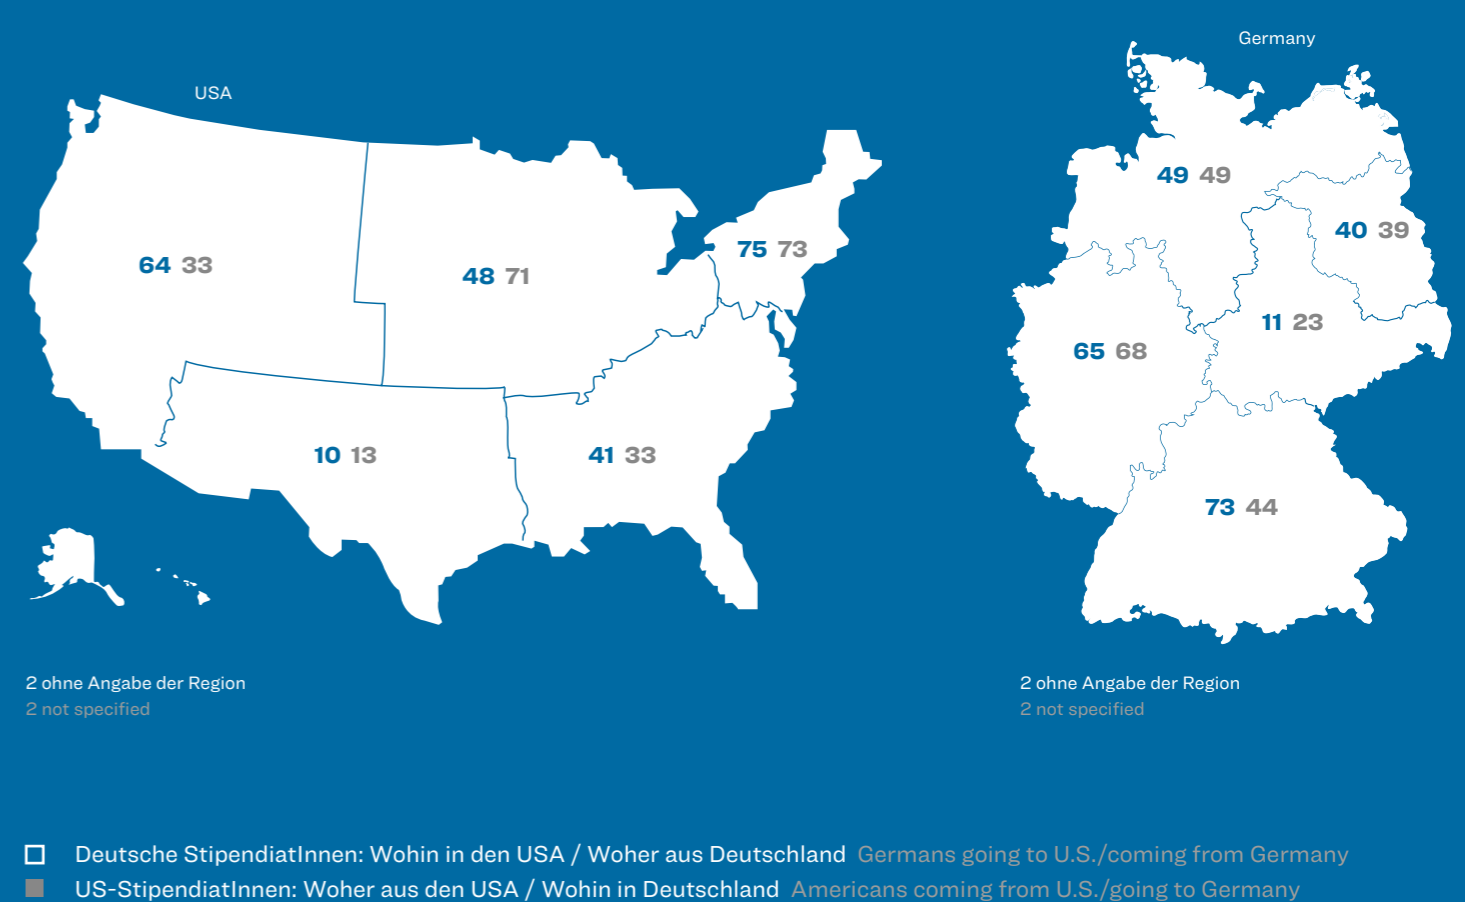 USA
64 33
48 71
75 73
10 13
41 33
2 ohne Angabe der Region
2 not specified
Germany
49 49
40 39
11 23
65 68
73 44
2 ohne Angabe der Region
2 not specified
Deutsche StipendiatInnen: Wohin in den USA / Woher aus Deutschland Germans going to U.S./coming from Germany
US-StipendiatInnen: Woher aus den USA / Wohin in Deutschland Americans coming from U.S./going to Germany